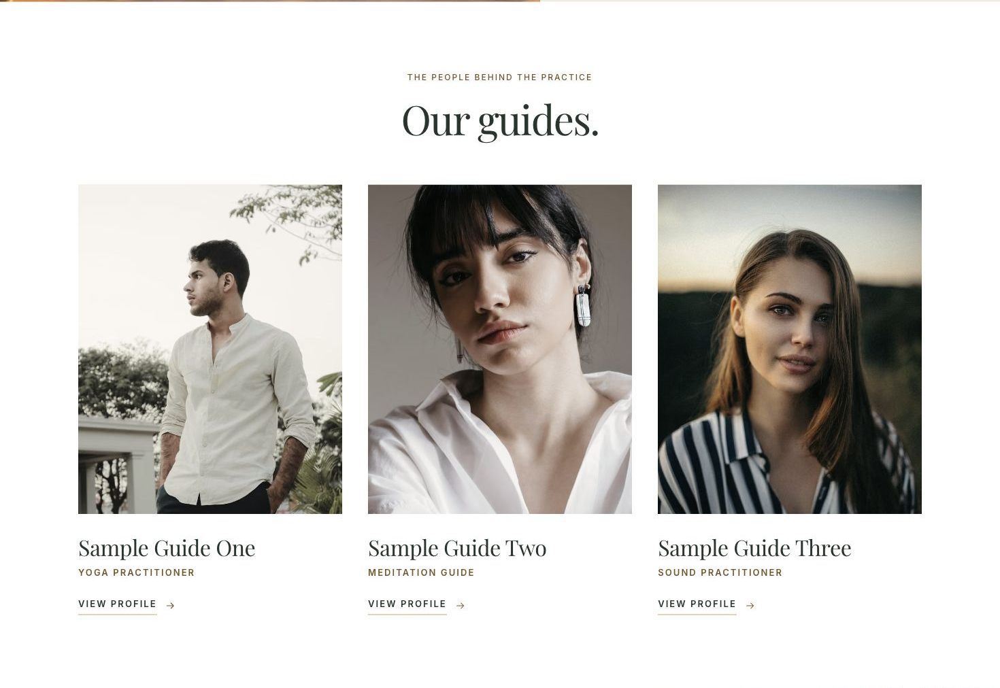 THE PEOPLE BEHIND THE PRACTICE
Our guides.
Sample Guide One
YOGA PRACTITIONER
VIEW PROFILE →
Sample Guide Two
MEDITATION GUIDE
VIEW PROFILE →
Sample Guide Three
SOUND PRACTITIONER
VIEW PROFILE →